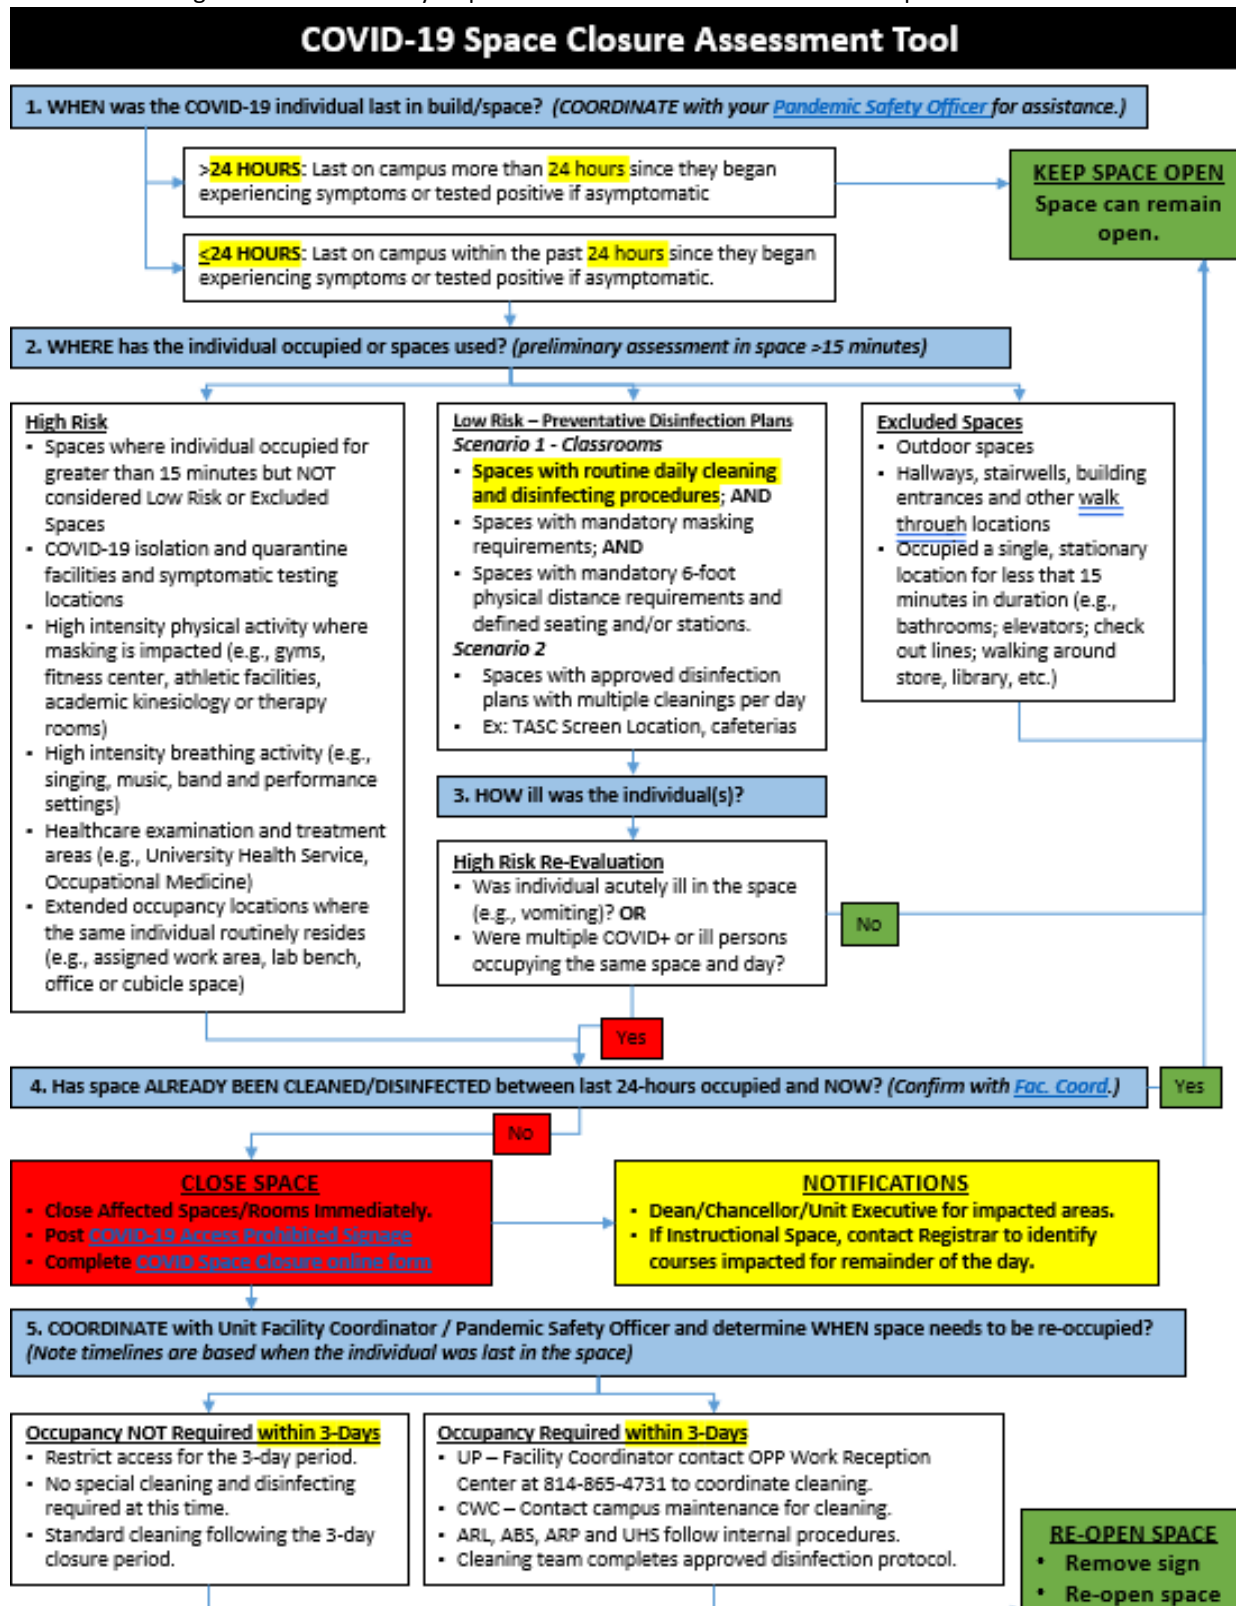 COVID-19 Space Closure Assessment Tool
1. WHEN was the COVID-19 individual last in build/space? (COORDINATE with your Pandemic Safety Officer for assistance.)
>24 HOURS: Last on campus more than 24 hours since they began
experiencing symptoms or tested positive if asymptomatic
KEEP SPACE OPEN
Space can remain
open.
<24 HOURS: Last on campus within the past 24 hours since they began
experiencing symptoms or tested positive if asymptomatic.
2. WHERE has the individual occupied or spaces used? (preliminary assessment in space >15 minutes)
High Risk
▪ Spaces where individual occupied for
greater than 15 minutes but NOT
considered Low Risk or Excluded
Spaces
▪ COVID-19 isolation and quarantine
facilities and symptomatic testing
locations
▪ High intensity physical activity where
masking is impacted (e.g., gyms,
fitness center, athletic facilities,
academic kinesiology or therapy
rooms)
▪ High intensity breathing activity (e.g.,
singing, music, band and performance
settings)
▪ Healthcare examination and treatment
areas (e.g., University Health Service,
Occupational Medicine)
▪ Extended occupancy locations where
the same individual routinely resides
(e.g., assigned work area, lab bench,
office or cubicle space)
Low Risk – Preventative Disinfection Plans
Scenario 1 - Classrooms
▪ Spaces with routine daily cleaning
and disinfecting procedures; AND
▪ Spaces with mandatory masking
requirements; AND
▪ Spaces with mandatory 6-foot
physical distance requirements and
defined seating and/or stations.
Scenario 2
▪ Spaces with approved disinfection
plans with multiple cleanings per day
▪ Ex: TASC Screen Location, cafeterias
Excluded Spaces
▪ Outdoor spaces
▪ Hallways, stairwells, building
entrances and other walk
through locations
▪ Occupied a single, stationary
location for less that 15
minutes in duration (e.g.,
bathrooms; elevators; check
out lines; walking around
store, library, etc.)
3. HOW ill was the individual(s)?
High Risk Re-Evaluation
▪ Was individual acutely ill in the space
(e.g., vomiting)? OR
▪ Were multiple COVID+ or ill persons
occupying the same space and day?
No
Yes
4. Has space ALREADY BEEN CLEANED/DISINFECTED between last 24-hours occupied and NOW? (Confirm with Fac. Coord.)
Yes
No
CLOSE SPACE
▪ Close Affected Spaces/Rooms Immediately.
▪ Post COVID-19 Access Prohibited Signage
▪ Complete COVID Space Closure online form
NOTIFICATIONS
▪ Dean/Chancellor/Unit Executive for impacted areas.
▪ If Instructional Space, contact Registrar to identify
courses impacted for remainder of the day.
5. COORDINATE with Unit Facility Coordinator / Pandemic Safety Officer and determine WHEN space needs to be re-occupied?
(Note timelines are based when the individual was last in the space)
Occupancy NOT Required within 3-Days
▪ Restrict access for the 3-day period.
▪ No special cleaning and disinfecting
required at this time.
▪ Standard cleaning following the 3-day
closure period.
Occupancy Required within 3-Days
▪ UP – Facility Coordinator contact OPP Work Reception
Center at 814-865-4731 to coordinate cleaning.
▪ CWC – Contact campus maintenance for cleaning.
▪ ARL, ABS, ARP and UHS follow internal procedures.
▪ Cleaning team completes approved disinfection protocol.
RE-OPEN SPACE
• Remove sign
• Re-open space